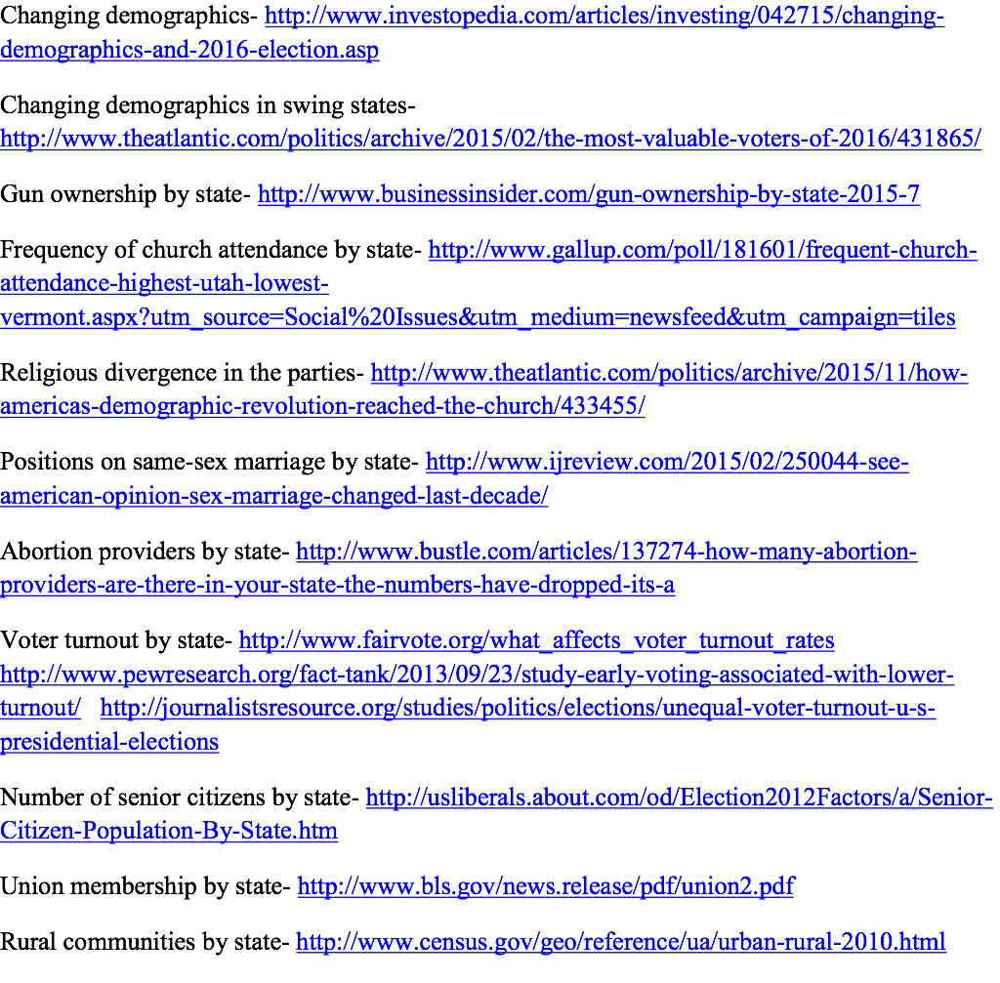 Changing demographics- http://www.investopedia.com/articles/investing/042715/changing-
demographics-and-2016-election.asp
Changing demographics in swing states-
http://www.theatlantic.com/politics/archive/2015/02/the-most-valuable-voters-of-2016/431865/
Gun ownership by state- http://www.businessinsider.com/gun-ownership-by-state-2015-7
Frequency of church attendance by state- http://www.gallup.com/poll/181601/frequent-church-
attendance-highest-utah-lowest-
vermont.aspx?utm_source=Social%20Issues&utm_medium=newsfeed&utm_campaign=tiles
Religious divergence in the parties- http://www.theatlantic.com/politics/archive/2015/11/how-
americas-demographic-revolution-reached-the-church/433455/
Positions on same-sex marriage by state- http://www.ijreview.com/2015/02/250044-see-
american-opinion-sex-marriage-changed-last-decade/
Abortion providers by state- http://www.bustle.com/articles/137274-how-many-abortion-
providers-are-there-in-your-state-the-numbers-have-dropped-its-a
Voter turnout by state- http://www.fairvote.org/what_affects_voter_turnout_rates
http://www.pewresearch.org/fact-tank/2013/09/23/study-early-voting-associated-with-lower-
turnout/ http://journalistsresource.org/studies/politics/elections/unequal-voter-turnout-u-s-
presidential-elections
Number of senior citizens by state- http://usliberals.about.com/od/Election2012Factors/a/Senior-
Citizen-Population-By-State.htm
Union membership by state- http://www.bls.gov/news.release/pdf/union2.pdf
Rural communities by state- http://www.census.gov/geo/reference/ua/urban-rural-2010.html